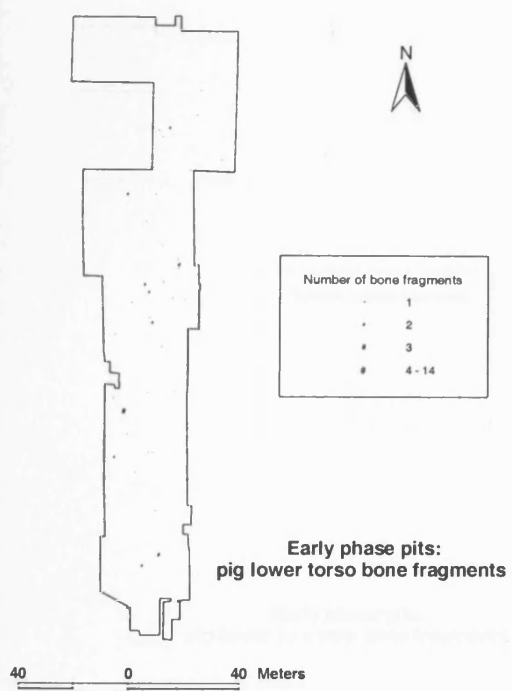 N
Number of bone fragments
1
2
3
4 - 14
Early phase pits:
pig lower torso bone fragments
40 0 40 Meters